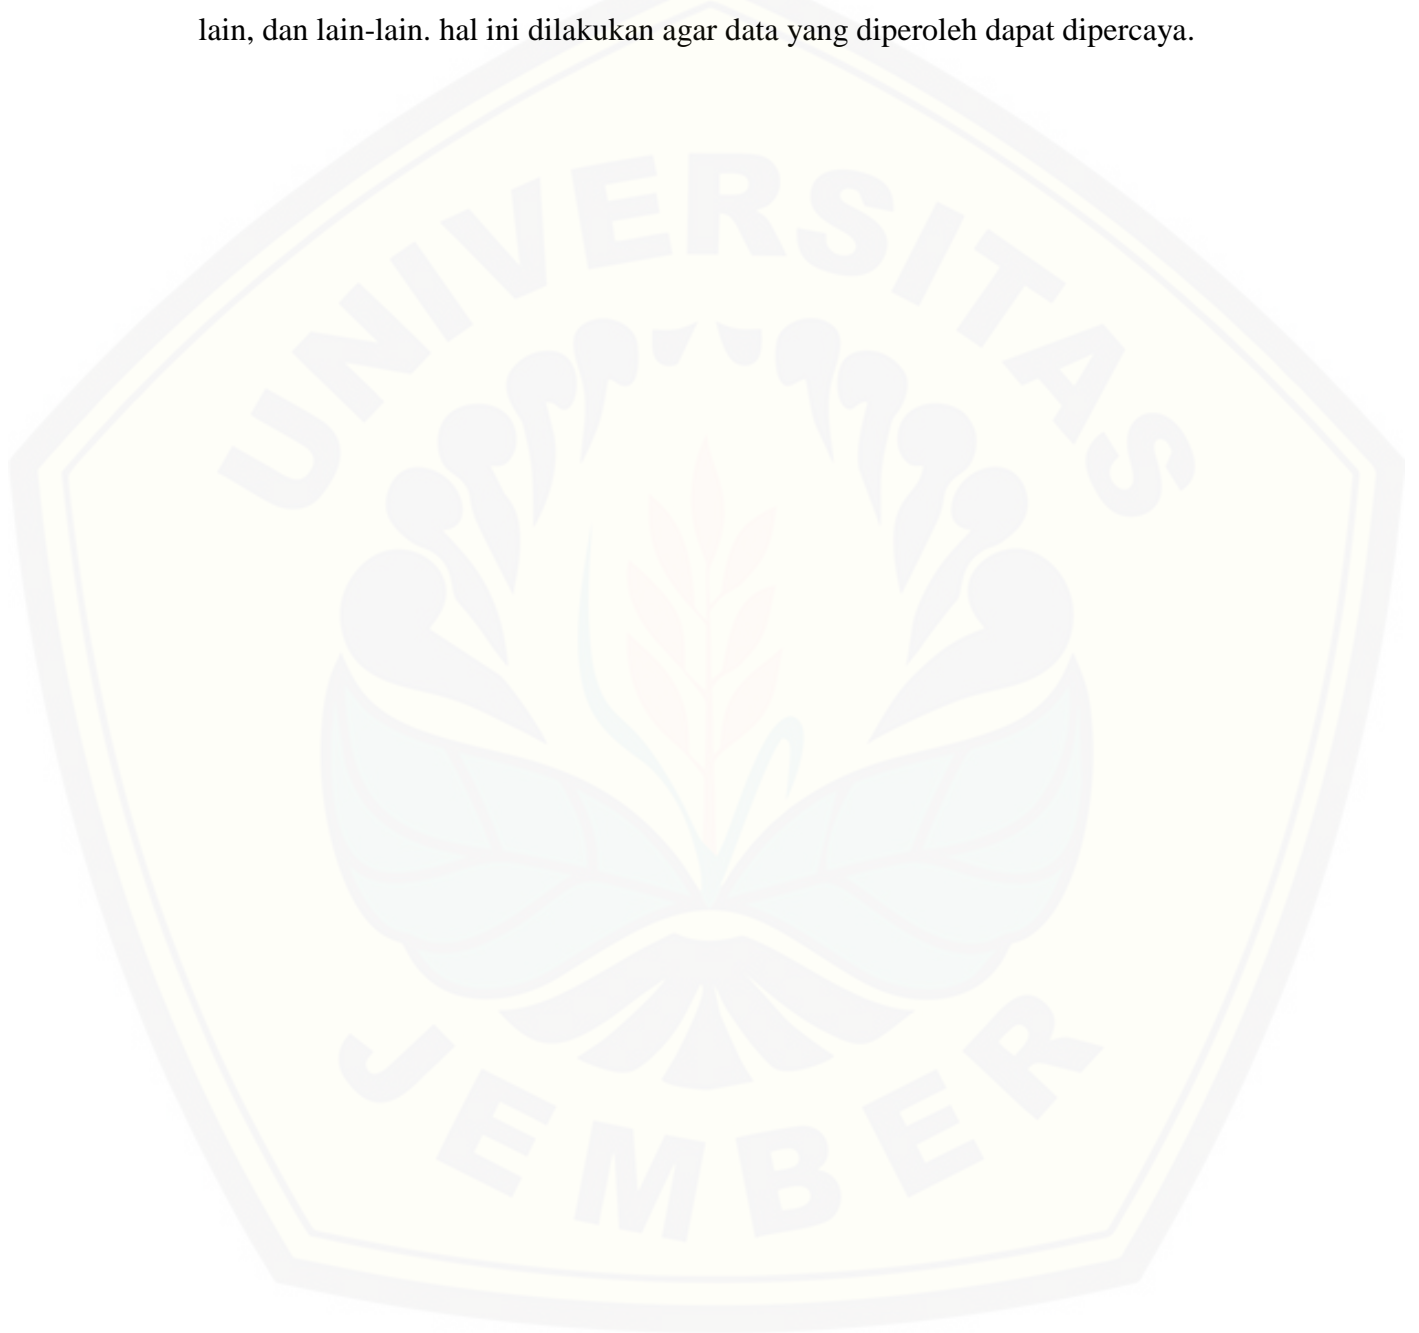 lain, dan lain-lain. hal ini dilakukan agar data yang diperoleh dapat dipercaya.
UNIVERSITAS
JEMBER